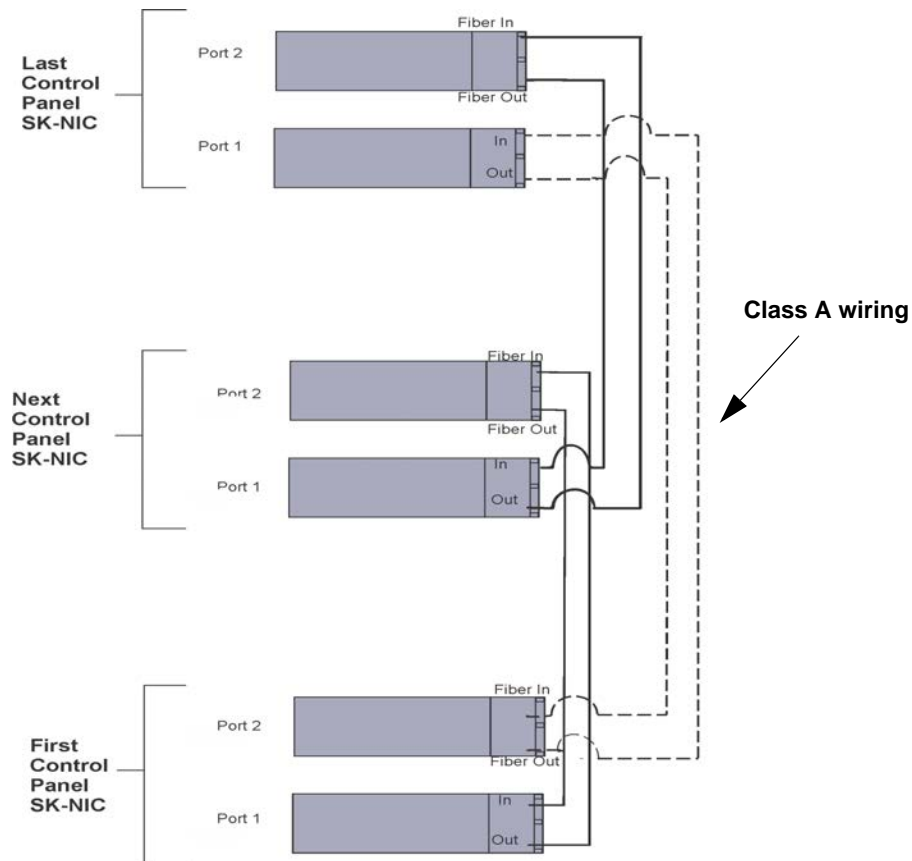 Fiber In
Port 2
Last
Control
Panel
SK-NIC
Fiber Out
Port 1
In
Out
Class A wiring
Fiber In
Port 2
Next
Control
Panel
SK-NIC
Fiber Out
Port 1
In
Out
Fiber In
Port 2
First
Control
Panel
SK-NIC
Fiber Out
Port 1
In
Out